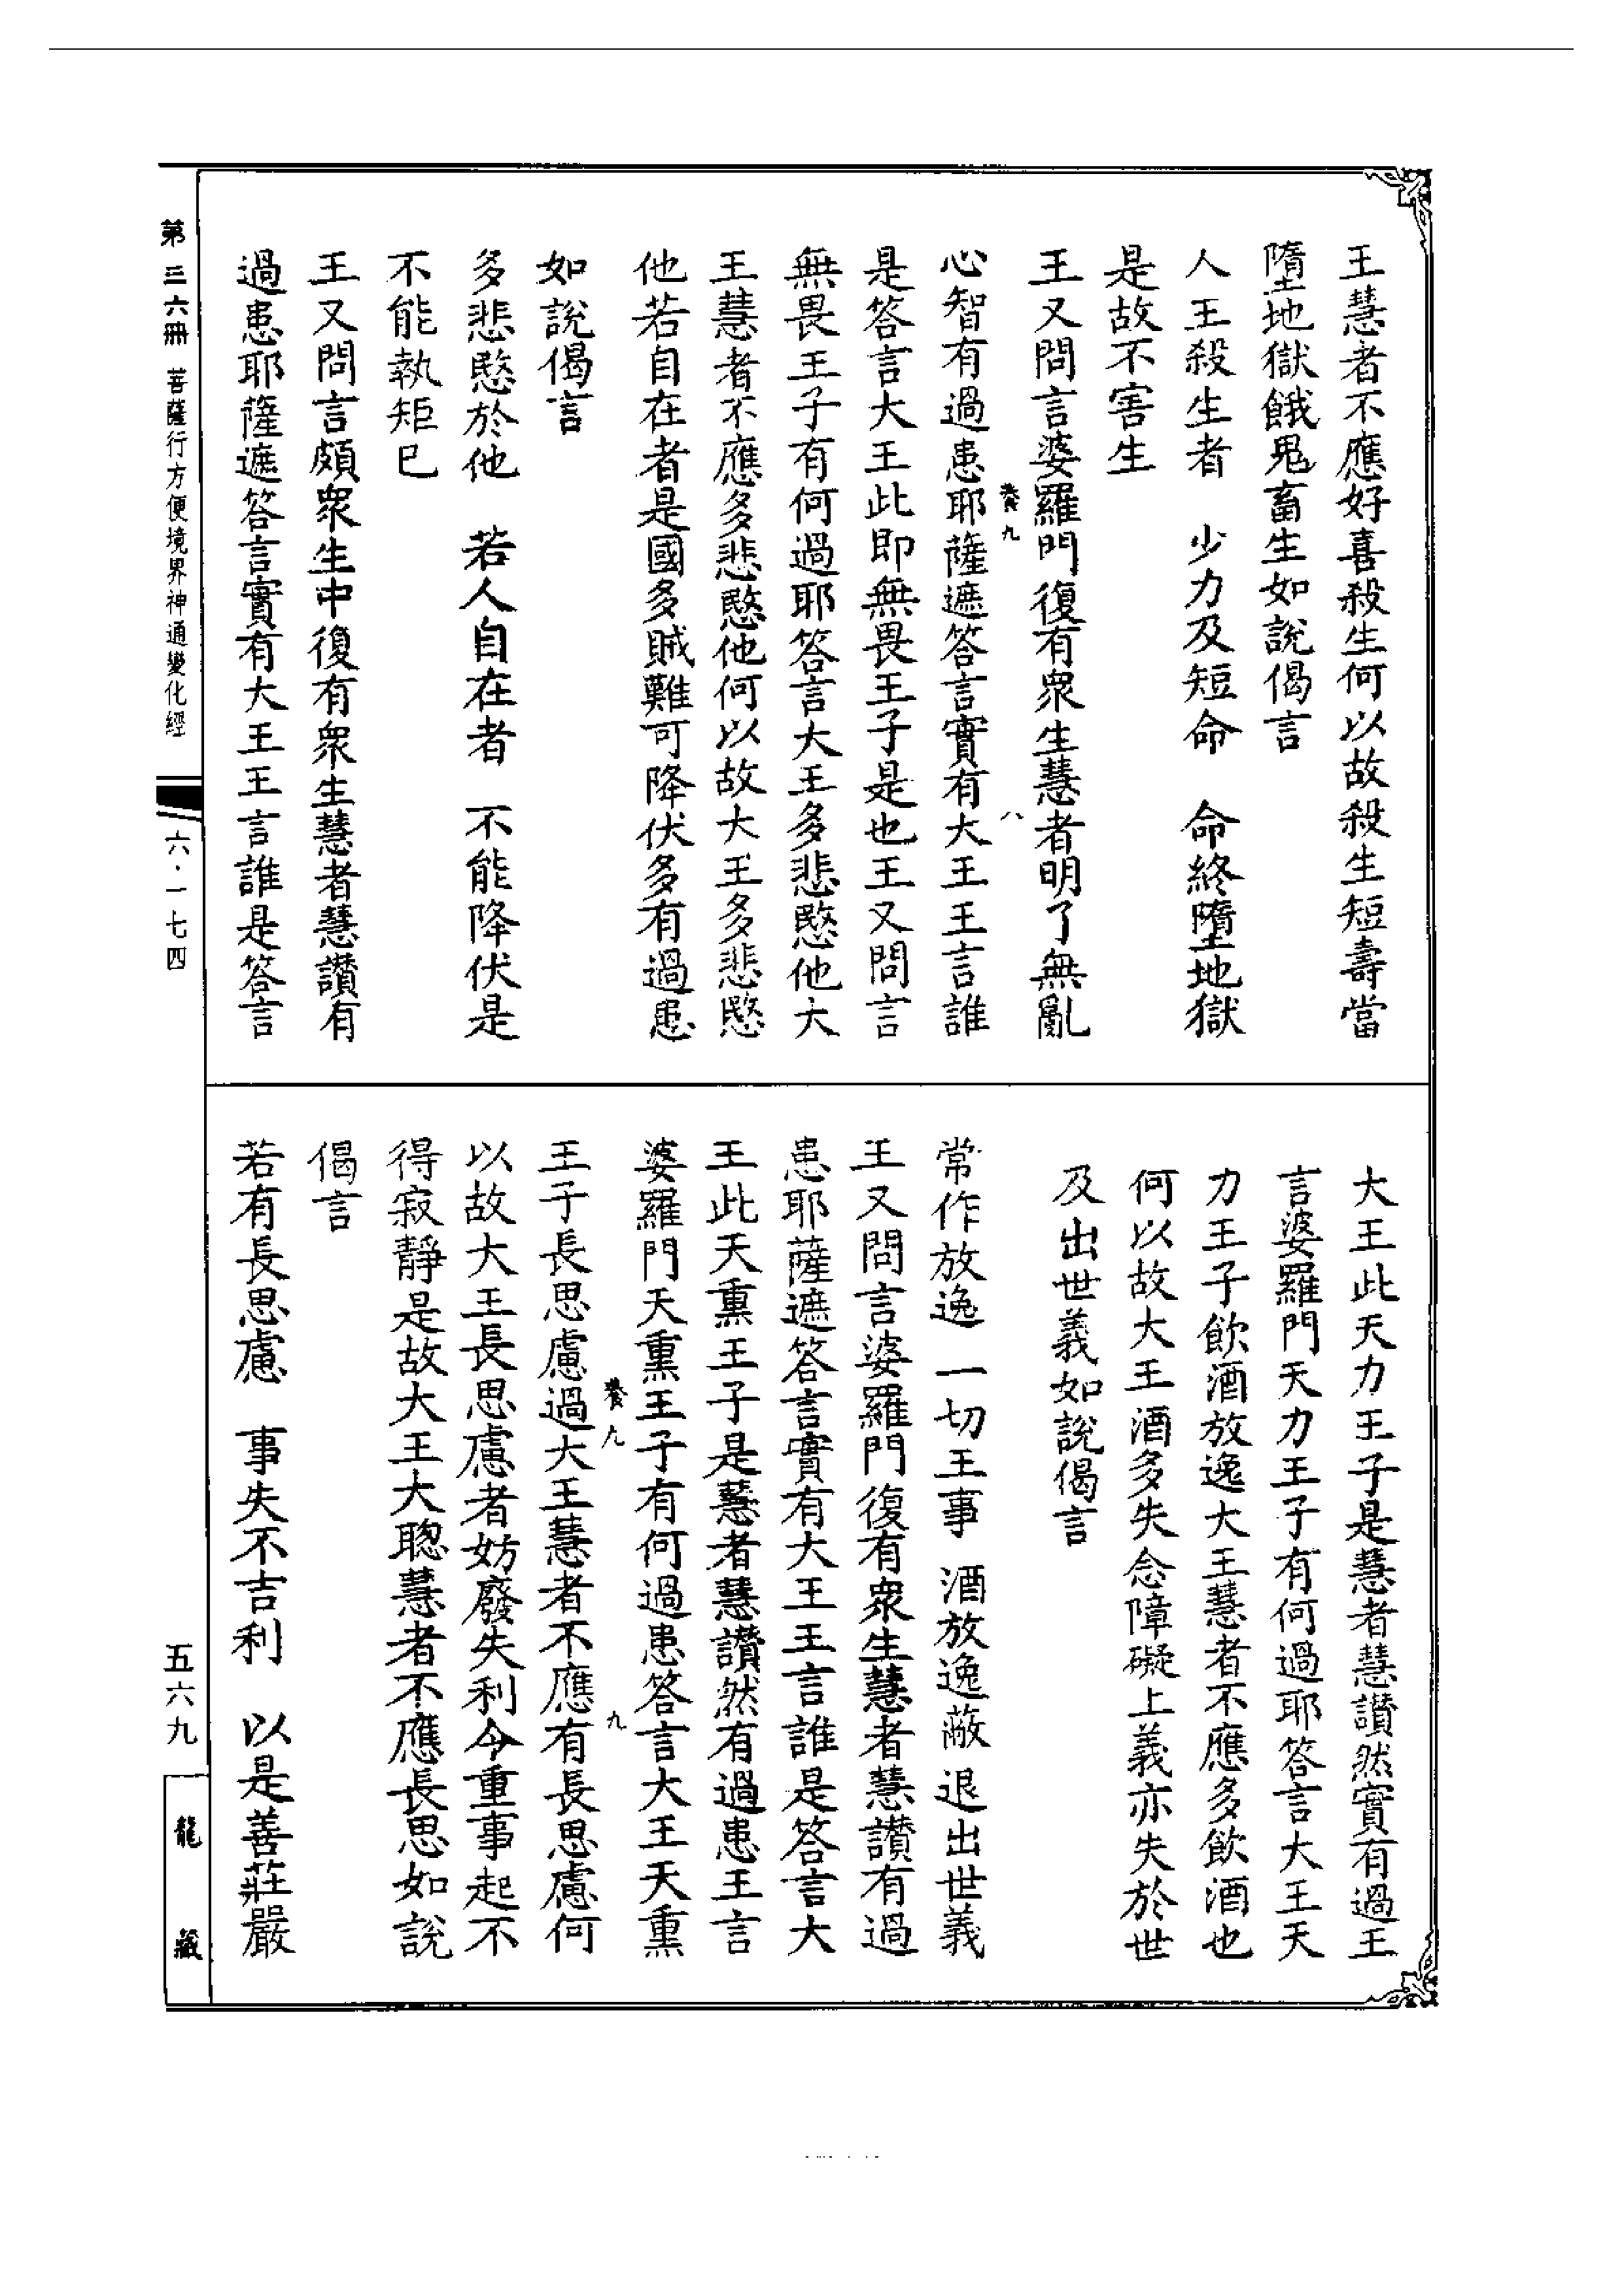 王慧者不應好喜殺生何以故殺生短壽當
墮地獄餓鬼畜生如說偈言
人王殺生者　少力及短命　命終墮地獄
是故不害生
王又問言婆羅門復有眾生慧者明了無亂
養九　八
心智有過患耶薩遮答言實有大王王言誰
是答言大王此即無畏王子是也王又問言
無畏王子有何過耶答言大王多悲愍他大
王慧者不應多悲愍他何以故大王多悲愍
他若自在者是國多賊難可降伏多有過患
如說偈言
多悲愍於他　若人自在者　不能降伏是
不能執矩巳
王又問言頗眾生中復有眾生慧者慧讚有
過患耶薩遮答言實有大王王言誰是答言
大王此天力王子是慧者慧讚然實有過王
言婆羅門天力王子有何過耶答言大王天
力王子飲酒放逸大王慧者不應多飲酒也
何以故大王酒多失念障礙上義亦失於世
及出世義如說偈言
常作放逸　一切王事　酒放逸蔽　退出世義
王又問言婆羅門復有眾生慧者慧讚有過
患耶薩遮答言實有大王王言誰是答言大
王此天熏王子是慧者慧讚然有過患王言
婆羅門天熏王子有何過患答言大王天熏
養九　九
王子長思慮過大王慧者不應有長思慮何
以故大王長思慮者妨廢失利今重事起不
得寂靜是故大王大聰慧者不應長思如說
偈言
若有長思慮　事失不吉利　以是善莊嚴
第三六冊　菩薩行方便境界神通變化經
六·一七四
五六九
龍藏